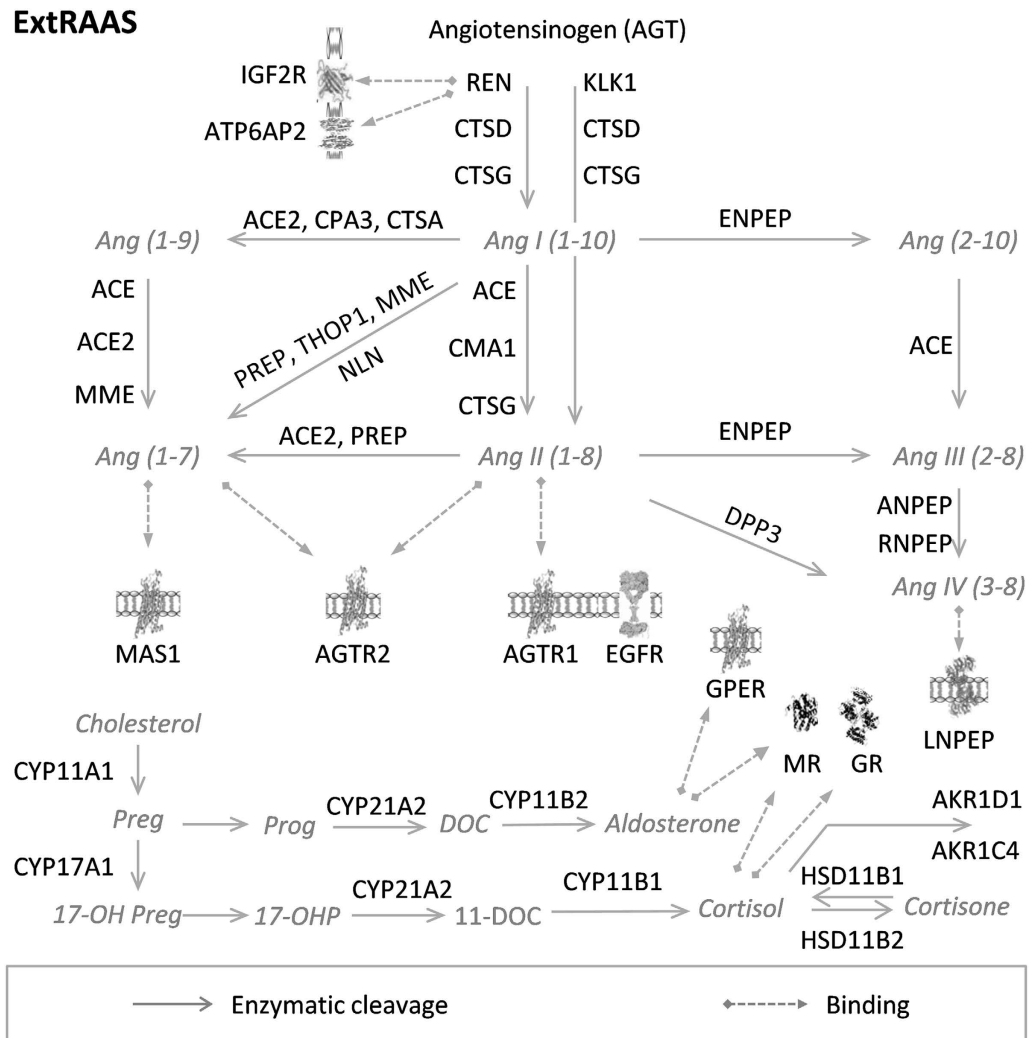 ExtRAAS
Angiotensinogen (AGT)
IGF2R
REN
KLK1
ATP6AP2
CTSD
CTSD
CTSG
CTSG
ACE2, CPA3, CTSA
ENPEP
Ang (1-9)
Ang I (1-10)
Ang (2-10)
ACE
ACE2
MME
PREP, THOP1, MME
NLN
ACE
CMA1
CTSG
ACE
ACE2, PREP
ENPEP
Ang (1-7)
Ang II (1-8)
Ang III (2-8)
ANPEP
RNPEP
DPP3
Ang IV (3-8)
MAS1
AGTR2
AGTR1
EGFR
GPER
LNPEP
MR
GR
Cholesterol
CYP11A1
Preg
Prog
CYP21A2
DOC
CYP11B2
Aldosterone
AKR1D1
AKR1C4
CYP17A1
17-OH Preg
17-OHP
CYP21A2
11-DOC
CYP11B1
Cortisol
HSD11B1
Cortisone
HSD11B2
Enzymatic cleavage
Binding